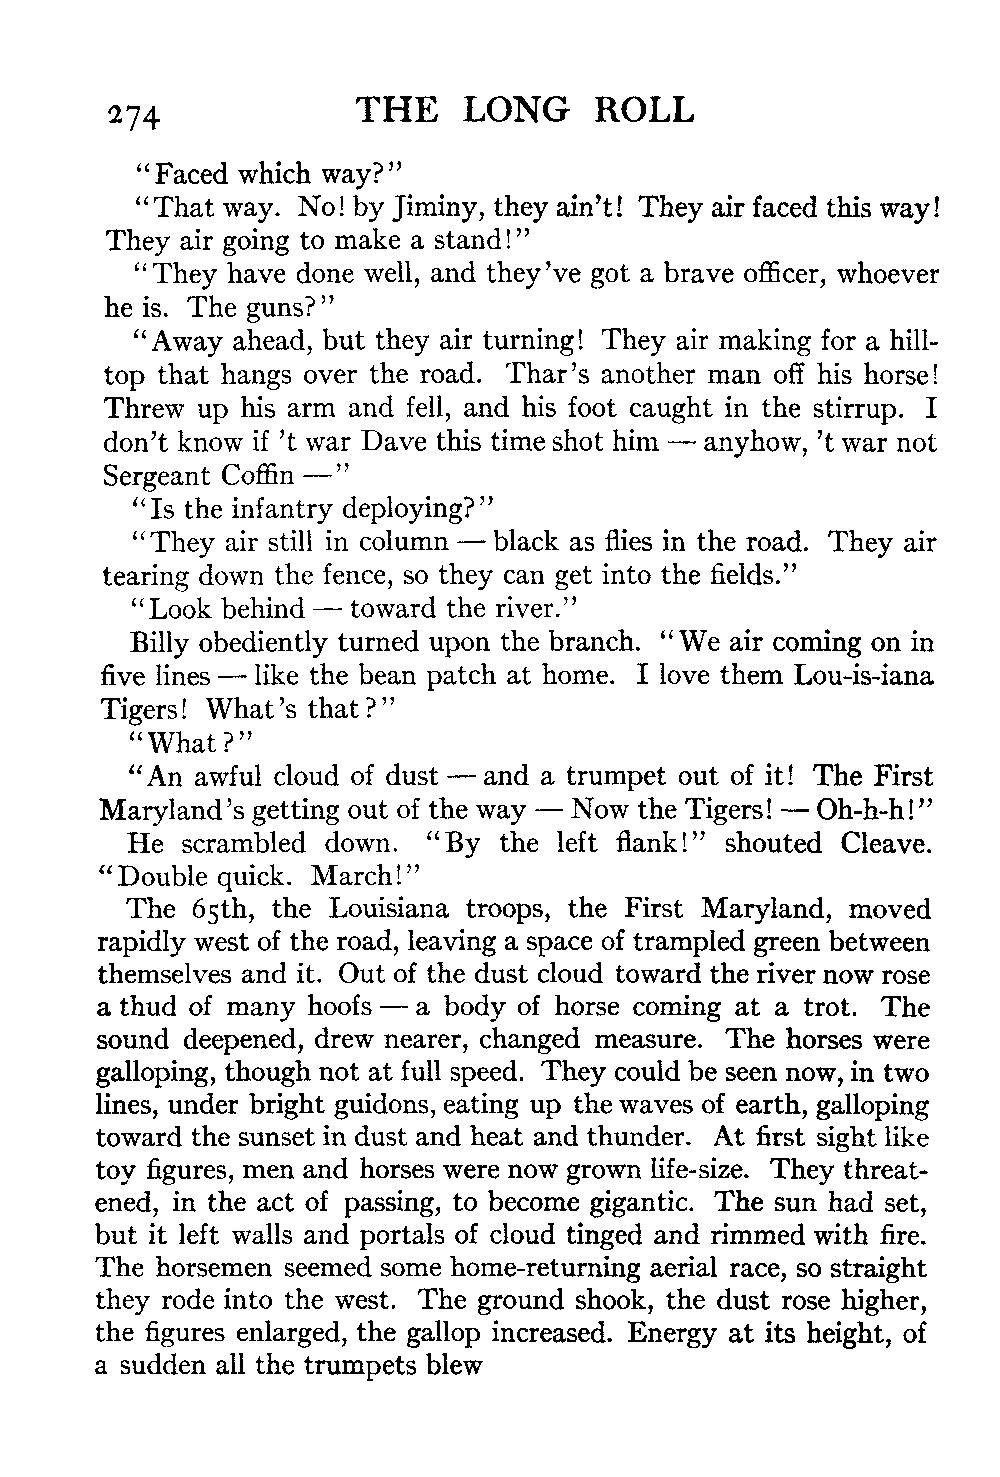 274 THE LONG ROLL
"Faced which way?"
"That way. No! by Jiminy, they ain't! They air faced this way!
They air going to make a stand!"
"They have done well, and they've got a brave officer, whoever
he is. The guns?"
"Away ahead, but they air turning! They air making for a hill-
top that hangs over the road. Thar's another man off his horse!
Threw up his arm and fell, and his foot caught in the stirrup. I
don't know if 't war Dave this time shot him — anyhow, 't war not
Sergeant Coffin —"
"Is the infantry deploying?"
"They air still in column — black as flies in the road. They air
tearing down the fence, so they can get into the fields."
"Look behind — toward the river."
Billy obediently turned upon the branch. "We air coming on in
five lines — like the bean patch at home. I love them Lou-is-iana
Tigers! What's that?"
"What?"
"An awful cloud of dust — and a trumpet out of it! The First
Maryland's getting out of the way — Now the Tigers! — Oh-h-h!"
He scrambled down. "By the left flank!" shouted Cleave.
"Double quick. March!"
The 65th, the Louisiana troops, the First Maryland, moved
rapidly west of the road, leaving a space of trampled green between
themselves and it. Out of the dust cloud toward the river now rose
a thud of many hoofs — a body of horse coming at a trot. The
sound deepened, drew nearer, changed measure. The horses were
galloping, though not at full speed. They could be seen now, in two
lines, under bright guidons, eating up the waves of earth, galloping
toward the sunset in dust and heat and thunder. At first sight like
toy figures, men and horses were now grown life-size. They threat-
ened, in the act of passing, to become gigantic. The sun had set,
but it left walls and portals of cloud tinged and rimmed with fire.
The horsemen seemed some home-returning aerial race, so straight
they rode into the west. The ground shook, the dust rose higher,
the figures enlarged, the gallop increased. Energy at its height, of
a sudden all the trumpets blew